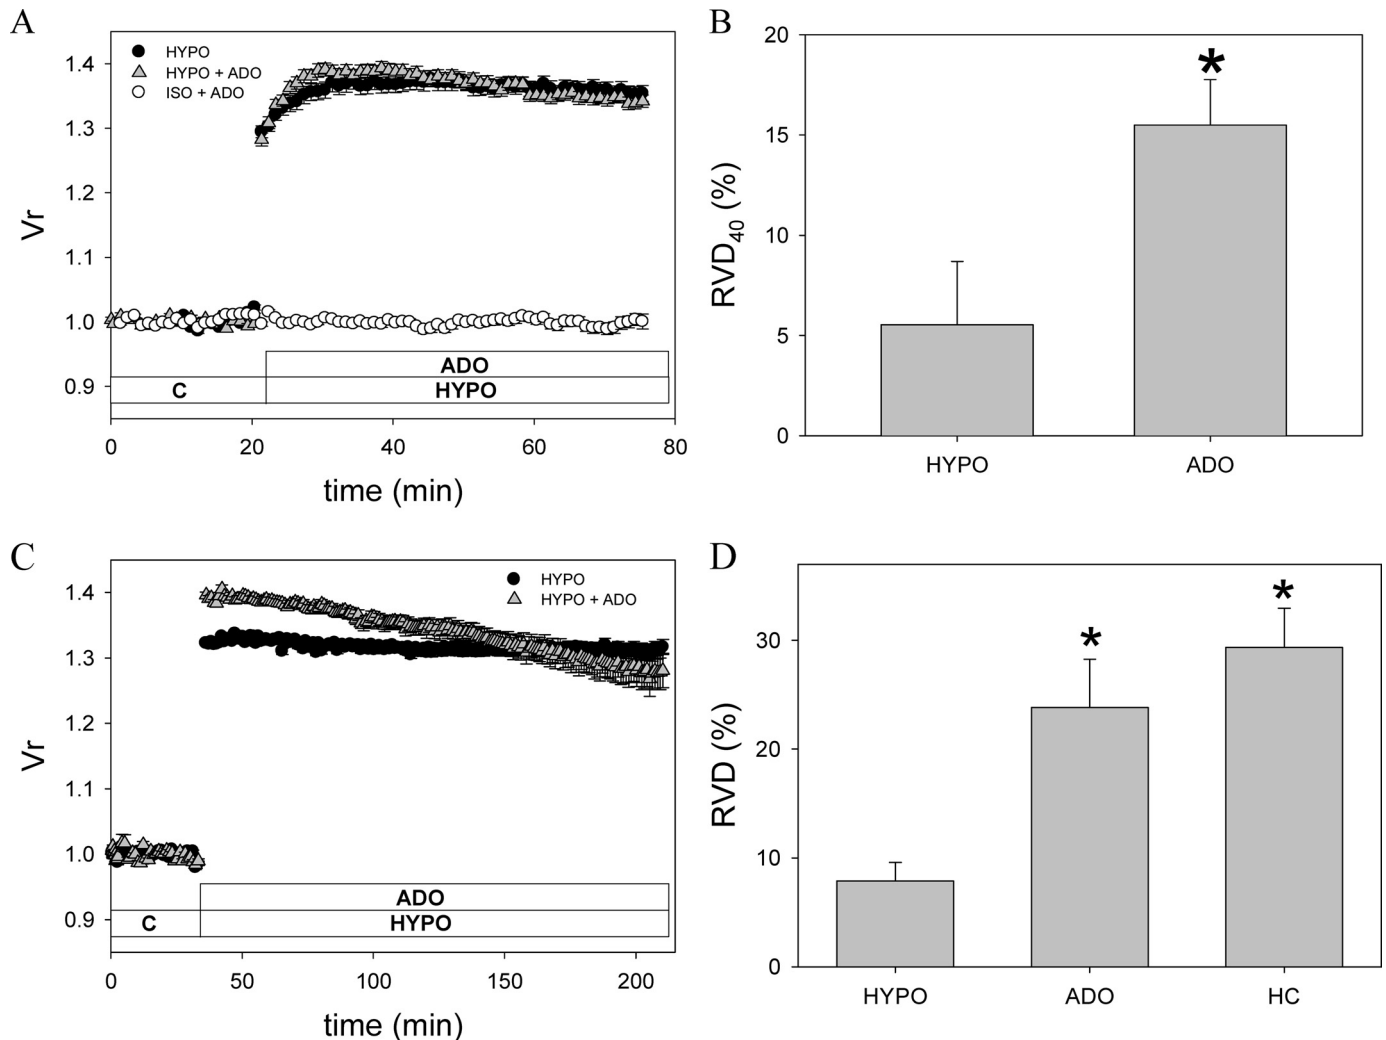 A
HYPO
HYPO + ADO
ISO + ADO
1.4
1.3
1.2
1.1
1.0
0.9
Vr
ADO
C HYPO
0 20 40 60 80
time (min)
B
20
15
10
5
0
RVD40 (%)
*
HYPO ADO
C
HYPO
HYPO + ADO
1.4
1.3
1.2
1.1
1.0
0.9
Vr
ADO
C HYPO
0 50 100 150 200
time (min)
D
30
20
10
0
RVD (%)
* *
HYPO ADO HC